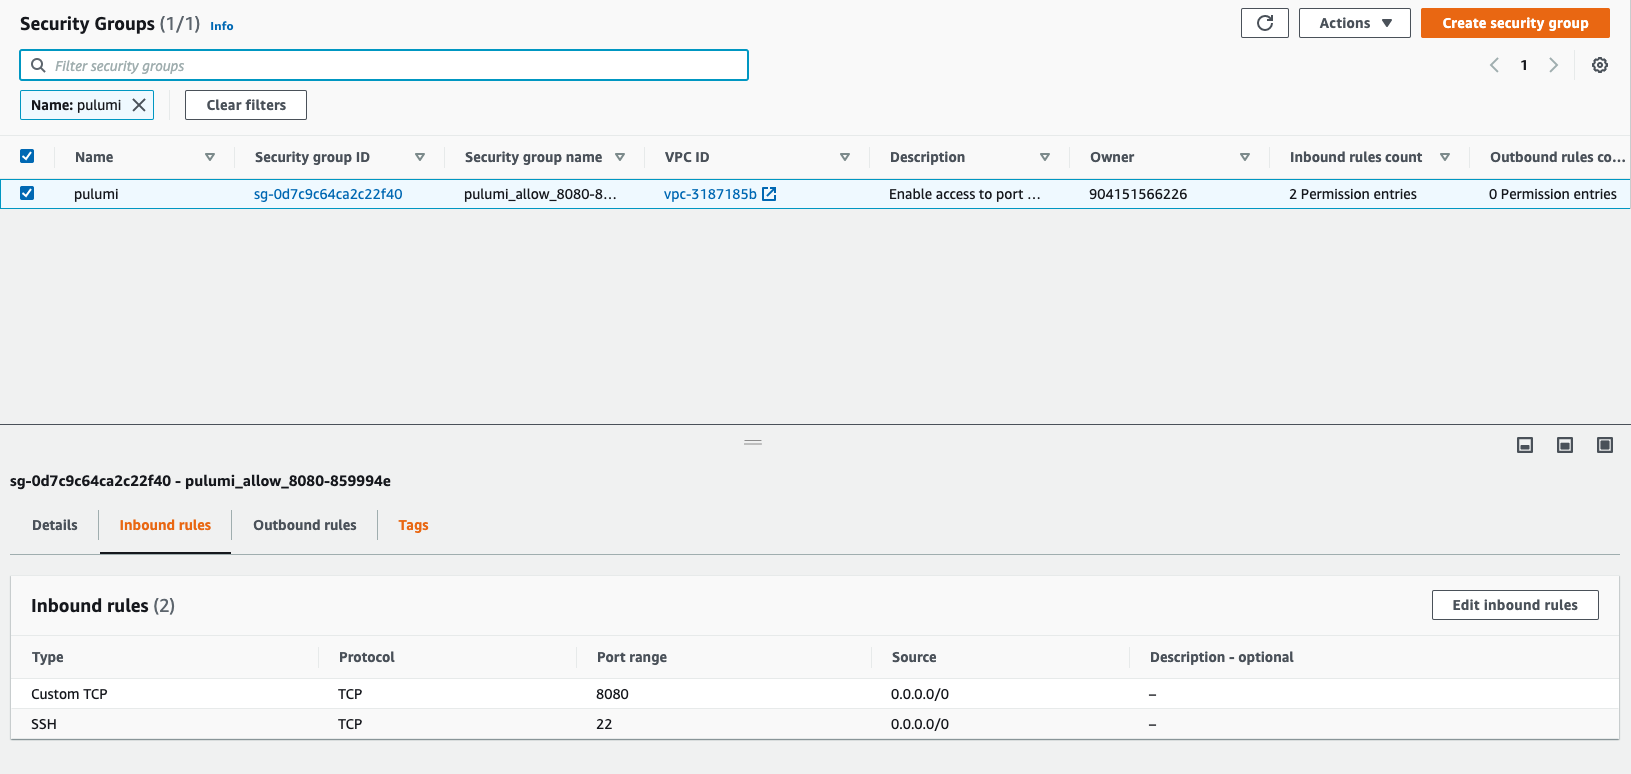 Security Groups (1/1) Info
Actions
Create security group
Filter security groups
1
Name: pulumi
Clear filters
Name Security group ID Security group name VPC ID Description Owner Inbound rules count Outbound rules co...
pulumi sg-0d7c9c64ca2c22f40 pulumi_allow_8080-8... vpc-3187185b Enable access to port ... 904151566226 2 Permission entries 0 Permission entries
sg-0d7c9c64ca2c22f40 - pulumi_allow_8080-859994e
Details Inbound rules Outbound rules Tags
Inbound rules (2)
Edit inbound rules
Type Protocol Port range Source Description - optional
Custom TCP TCP 8080 0.0.0.0/0 –
SSH TCP 22 0.0.0.0/0 –